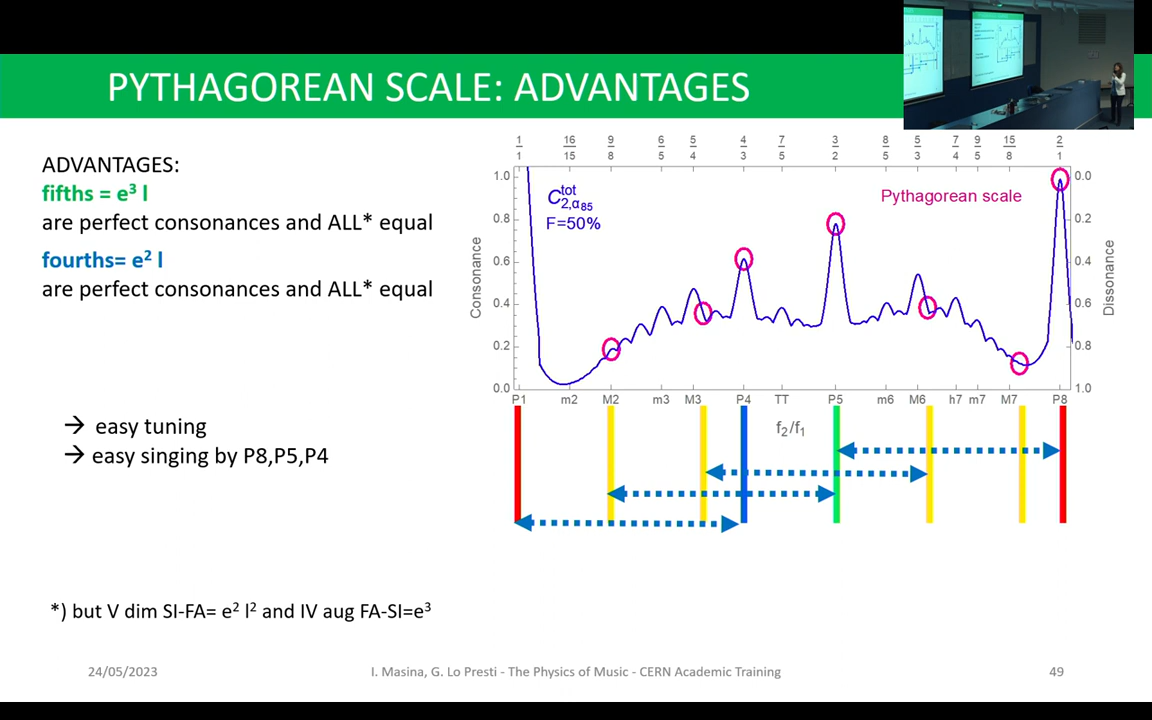 PYTHAGOREAN SCALE: ADVANTAGES
ADVANTAGES:
fifths = e³ l
are perfect consonances and ALL* equal
fourths= e² l
are perfect consonances and ALL* equal
→ easy tuning
→ easy singing by P8,P5,P4
*) but V dim SI-FA= e² l² and IV aug FA-SI=e³
1/1 16/15 9/8 6/5 5/4 4/3 7/5 3/2 8/5 5/3 7/4 9/5 15/8 2/1
C tot 2,α85
F=50%
Pythagorean scale
Consonance
1.0
0.8
0.6
0.4
0.2
0.0
Dissonance
0.0
0.2
0.4
0.6
0.8
1.0
P1 m2 M2 m3 M3 P4 TT P5 m6 M6 h7 m7 M7 P8
f₂/f₁
24/05/2023
I. Masina, G. Lo Presti - The Physics of Music - CERN Academic Training
49